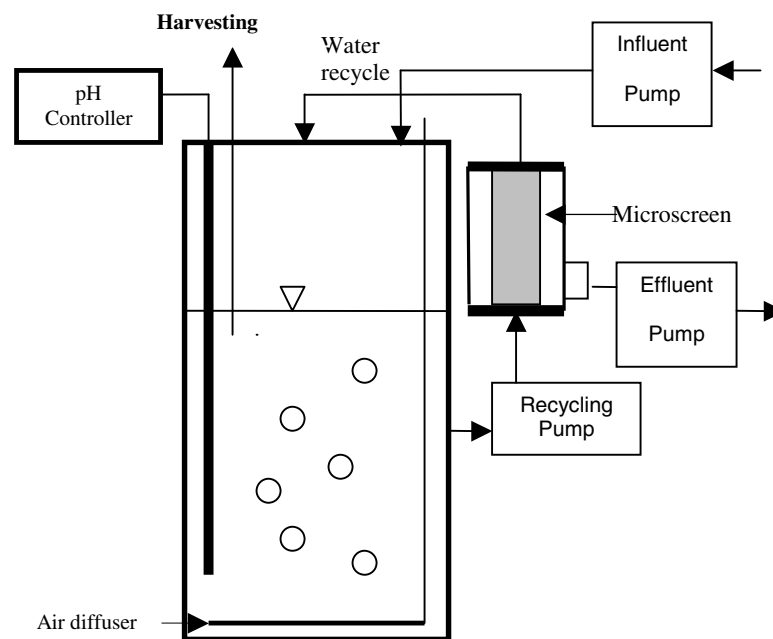 Harvesting
Water
recycle
Influent
Pump
pH
Controller
Microscreen
Effluent
Pump
Recycling
Pump
Air diffuser